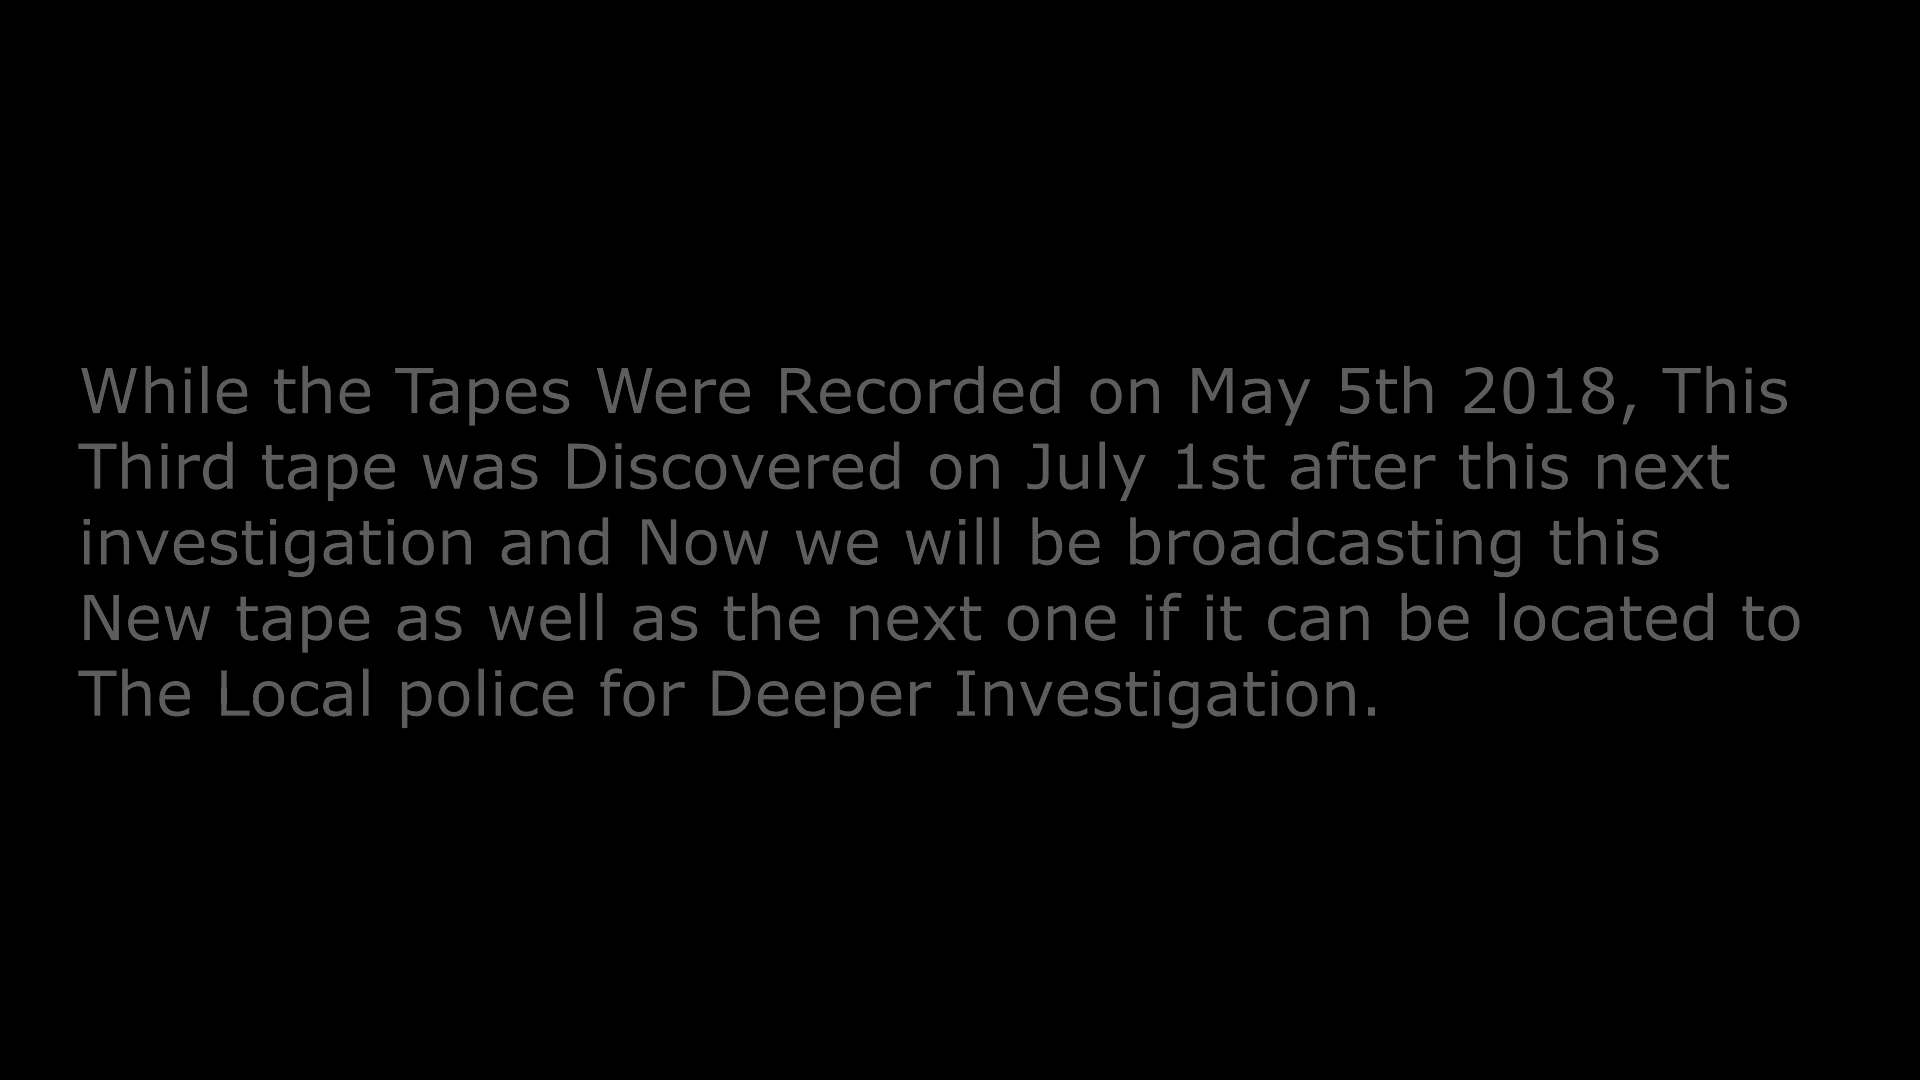 While the Tapes Were Recorded on May 5th 2018, This
Third tape was Discovered on July 1st after this next
investigation and Now we will be broadcasting this
New tape as well as the next one if it can be located to
The Local police for Deeper Investigation.